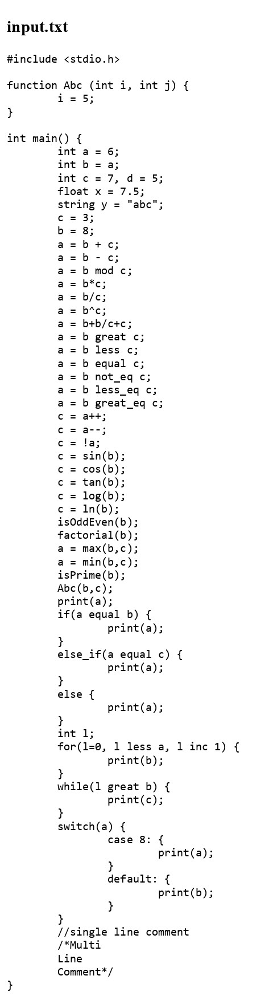 input.txt

#include <stdio.h>

function Abc (int i, int j) {
	i = 5;
}

int main() {
	int a = 6;
	int b = a;
	int c = 7, d = 5;
	float x = 7.5;
	string y = "abc";
	c = 3;
	b = 8;
	a = b + c;
	a = b - c;
	a = b mod c;
	a = b*c;
	a = b/c;
	a = b^c;
	a = b+b/c+c;
	a = b great c;
	a = b less c;
	a = b equal c;
	a = b not_eq c;
	a = b less_eq c;
	a = b great_eq c;
	c = a++;
	c = a--;
	c = !a;
	c = sin(b);
	c = cos(b);
	c = tan(b);
	c = log(b);
	c = ln(b);
	isOddEven(b);
	factorial(b);
	a = max(b,c);
	a = min(b,c);
	isPrime(b);
	Abc(b,c);
	print(a);
	if(a equal b) {
		print(a);
	}
	else_if(a equal c) {
		print(a);
	}
	else {
		print(a);
	}
	int l;
	for(l=0, l less a, l inc 1) {
		print(b);
	}
	while(l great b) {
		print(c);
	}
	switch(a) {
		case 8: {
			print(a);
		}
		default: {
			print(b);
		}
	}
	//single line comment
	/*Multi
	Line
	Comment*/
}